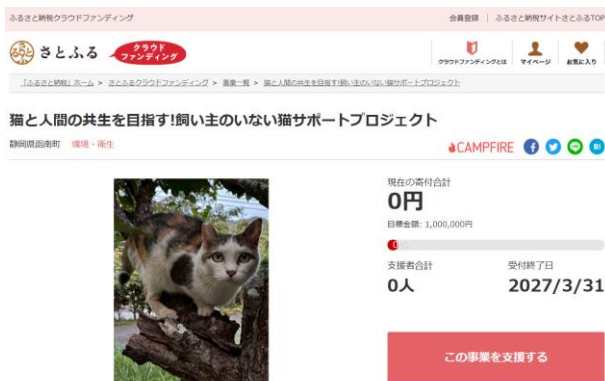 ふるさと納税クラウドファンディング
会員登録 | ふるさと納税サイトさとふるTOP
さとふる クラウドファンディング
クラウドファンディングとは マイページ お気に入り
「ふるさと納税」ホーム > さとふるクラウドファンディング > 事業一覧 > 猫と人間の共生を目指す!飼い主のいない猫サポートプロジェクト
猫と人間の共生を目指す!飼い主のいない猫サポートプロジェクト
静岡県函南町 環境・衛生
CAMPFIRE
現在の寄付合計
0円
目標金額: 1,000,000円
支援者合計 受付終了日
0人 2027/3/31
この事業を支援する